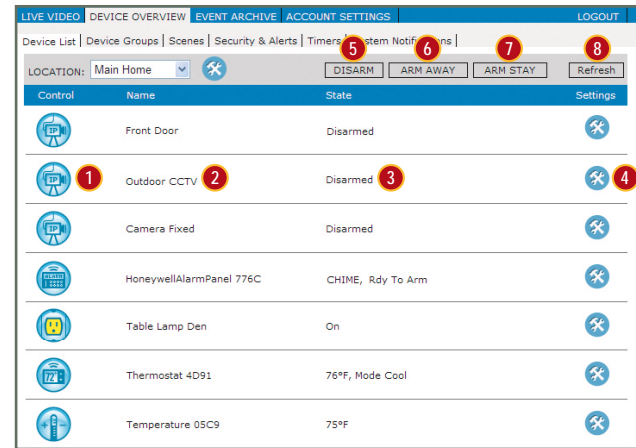 LIVE VIDEO DEVICE OVERVIEW EVENT ARCHIVE ACCOUNT SETTINGS LOGOUT
Device List | Device Groups | Scenes | Security & Alerts | Timers Notifications |
5 6 7 8
LOCATION: Main Home DISARM ARM AWAY ARM STAY Refresh
Control Name State Settings
IP Front Door Disarmed
IP 1 Outdoor CCTV 2 Disarmed 3 4
IP Camera Fixed Disarmed
HoneywellAlarmPanel 776C CHIME, Rdy To Arm
Table Lamp Den On
72° Thermostat 4D91 76°F, Mode Cool
+ - Temperature 05C9 75°F